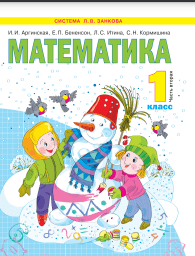 СИСТЕМА Л.В. ЗАНКОВА
И.И. Аргинская, Е.П. Бененсон, Л.С. Итина, С.Н. Кормишина
МАТЕМАТИКА
1
КЛАСС
Часть вторая